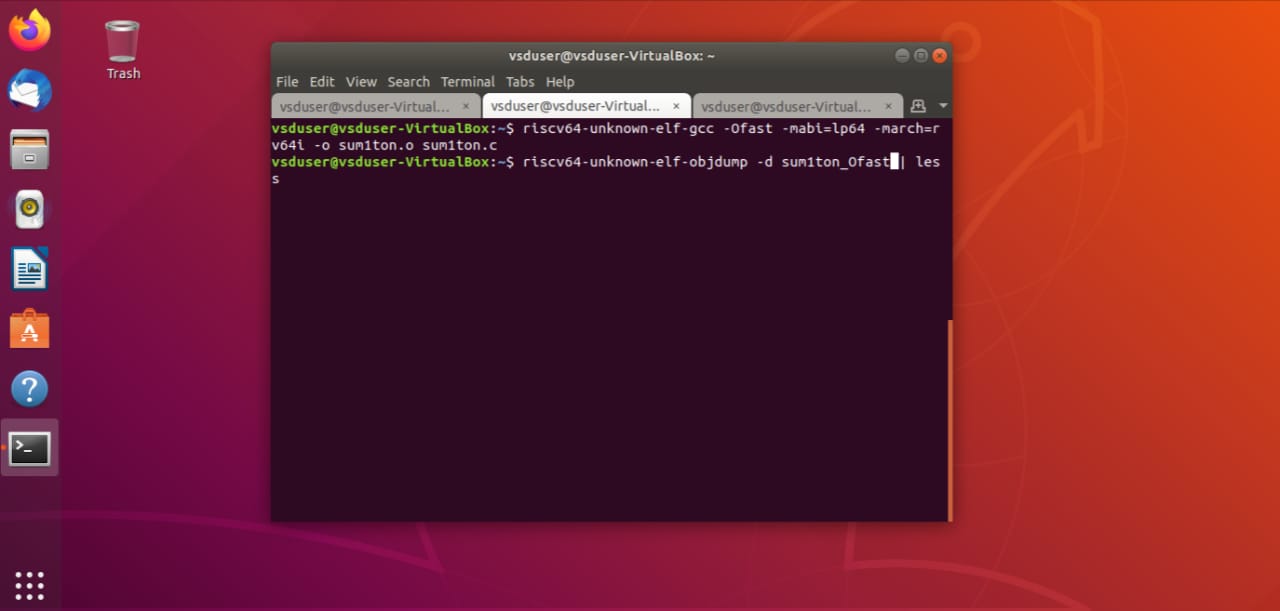 Trash
vsduser@vsduser-VirtualBox: ~
File Edit View Search Terminal Tabs Help
vsduser@vsduser-Virtual... × vsduser@vsduser-Virtual... × vsduser@vsduser-Virtual... ×
vsduser@vsduser-VirtualBox:~$ riscv64-unknown-elf-gcc -Ofast -mabi=lp64 -march=r
v64i -o sum1ton.o sum1ton.c
vsduser@vsduser-VirtualBox:~$ riscv64-unknown-elf-objdump -d sum1ton_Ofast | les
s